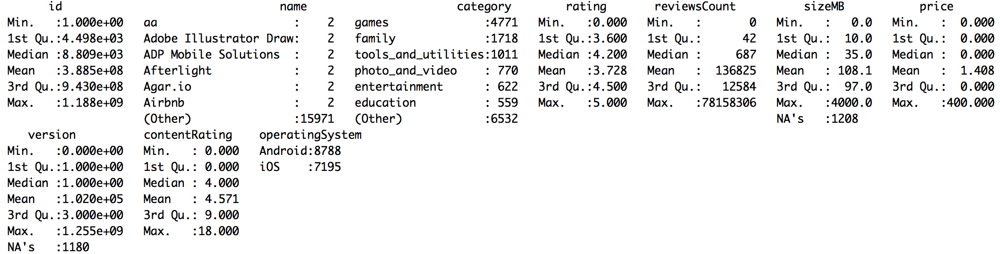 id name category rating reviewsCount sizeMB price
Min. :1.000e+00 aa : 2 games :4771 Min. :0.000 Min. : 0 Min. : 0.0 Min. : 0.000
1st Qu.:4.498e+03 Adobe Illustrator Draw: 2 family :1718 1st Qu.:3.600 1st Qu.: 42 1st Qu.: 10.0 1st Qu.: 0.000
Median :8.809e+03 ADP Mobile Solutions : 2 tools_and_utilities:1011 Median :4.200 Median : 687 Median : 35.0 Median : 0.000
Mean :3.885e+08 Afterlight : 2 photo_and_video : 770 Mean :3.728 Mean : 136825 Mean : 108.1 Mean : 1.408
3rd Qu.:9.430e+08 Agar.io : 2 entertainment : 622 3rd Qu.:4.500 3rd Qu.: 12584 3rd Qu.: 97.0 3rd Qu.: 0.000
Max. :1.188e+09 Airbnb : 2 education : 559 Max. :5.000 Max. :78158306 Max. :4000.0 Max. :400.000
(Other) :15971 (Other) :6532 NA's :1208
version contentRating operatingSystem
Min. :0.000e+00 Min. : 0.000 Android:8788
1st Qu.:1.000e+00 1st Qu.: 0.000 iOS :7195
Median :1.000e+00 Median : 4.000
Mean :1.020e+05 Mean : 4.571
3rd Qu.:3.000e+00 3rd Qu.: 9.000
Max. :1.255e+09 Max. :18.000
NA's :1180